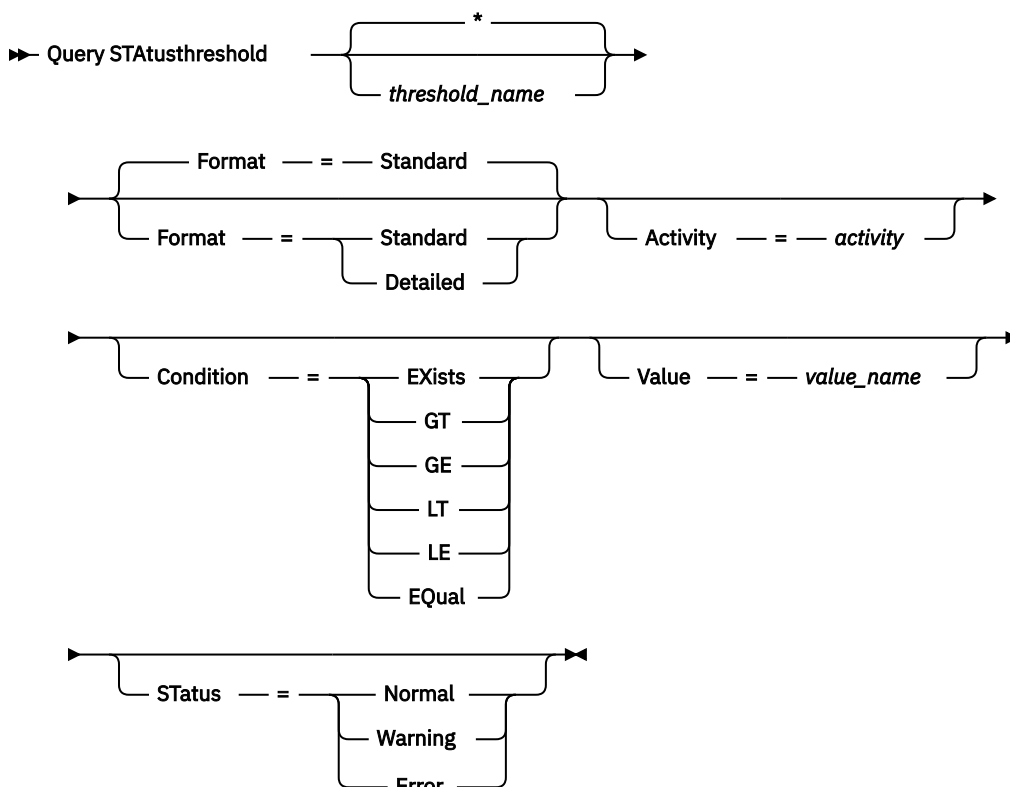 *
Query STAtusthreshold
threshold_name
Format = Standard
Format = Standard
Detailed
Activity = activity
Condition = EXists
GT
GE
LT
LE
EQual
Value = value_name
STatus = Normal
Warning
Error